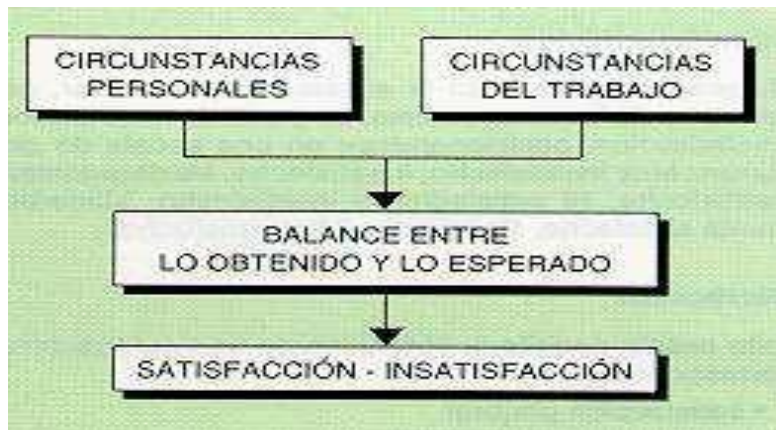 CIRCUNSTANCIAS
PERSONALES
CIRCUNSTANCIAS
DEL TRABAJO
BALANCE ENTRE
LO OBTENIDO Y LO ESPERADO
SATISFACCIÓN - INSATISFACCIÓN